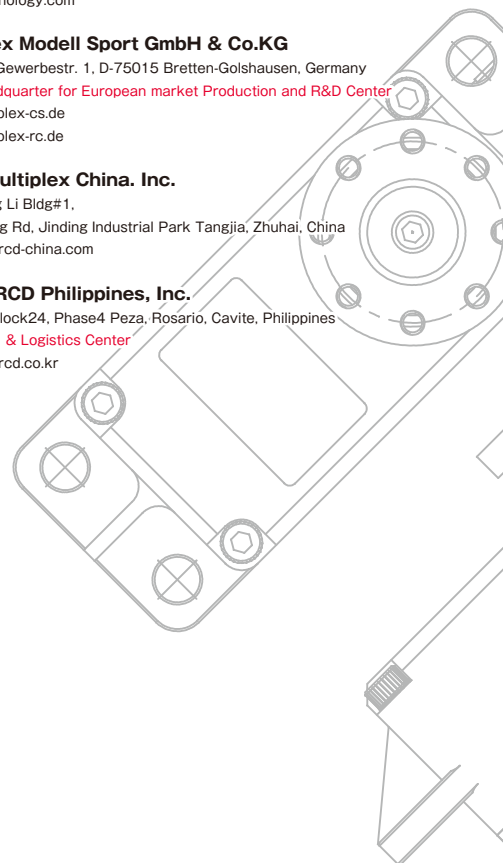 nology.com
ex Modell Sport GmbH & Co.KG
Gewerbestr. 1, D-75015 Bretten-Golshausen, Germany
dquarter for European market Production and R&D Center
plex-cs.de
plex-rc.de
ultiplex China. Inc.
g Li Bldg#1,
g Rd, Jinding Industrial Park Tangjia, Zhuhai, China
rcd-china.com
RCD Philippines, Inc.
lock24, Phase4 Peza, Rosario, Cavite, Philippines
& Logistics Center
rcd.co.kr